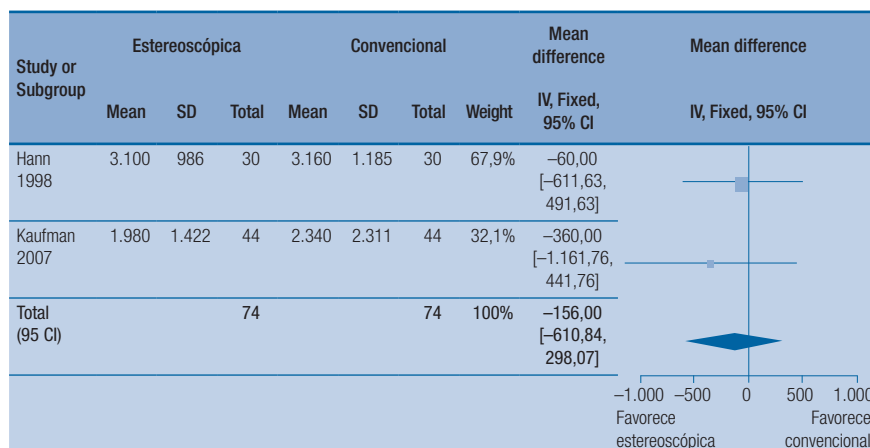 Study or Subgroup Estereoscópica Convencional Mean difference Mean difference
Mean SD Total Mean SD Total Weight IV, Fixed, 95% CI IV, Fixed, 95% CI
Hann 3.100 986 30 3.160 1.185 30 67,9% –60,00
1998 [–611,63,
491,63]
Kaufman 1.980 1.422 44 2.340 2.311 44 32,1% –360,00
2007 [–1.161,76,
441,76]
Total 74 74 100% –156,00
(95 CI) [–610,84,
298,07]
–1.000 –500 0 500 1.000
Favorece Favorece
estereoscópica convencional